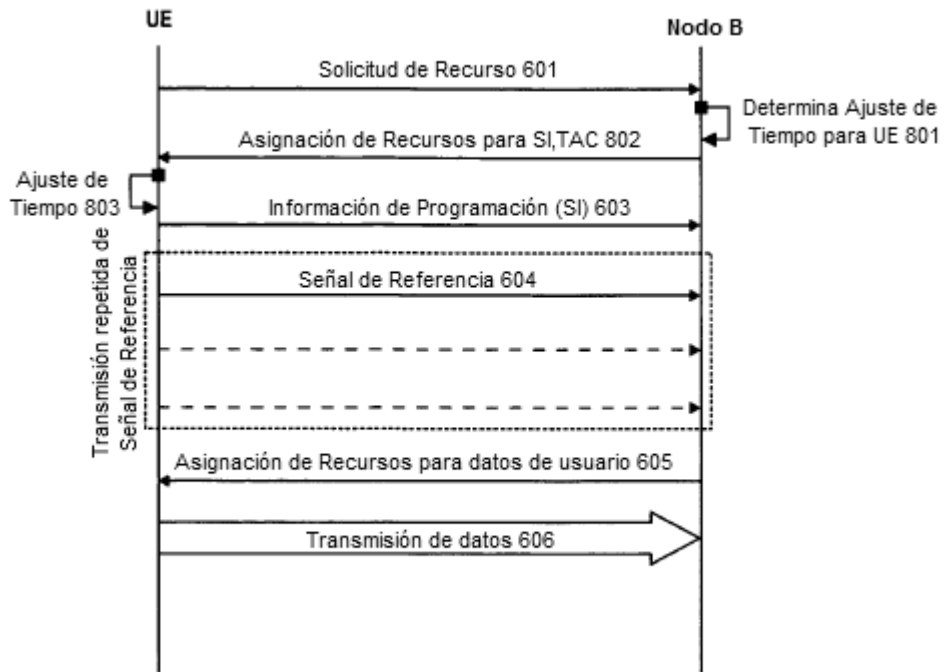 UE
Nodo B
Solicitud de Recurso 601
Determina Ajuste de
Tiempo para UE 801
Asignación de Recursos para SI,TAC 802
Ajuste de
Tiempo 803
Información de Programación (SI) 603
Transmisión repetida de
Señal de Referencia
Señal de Referencia 604
Asignación de Recursos para datos de usuario 605
Transmisión de datos 606